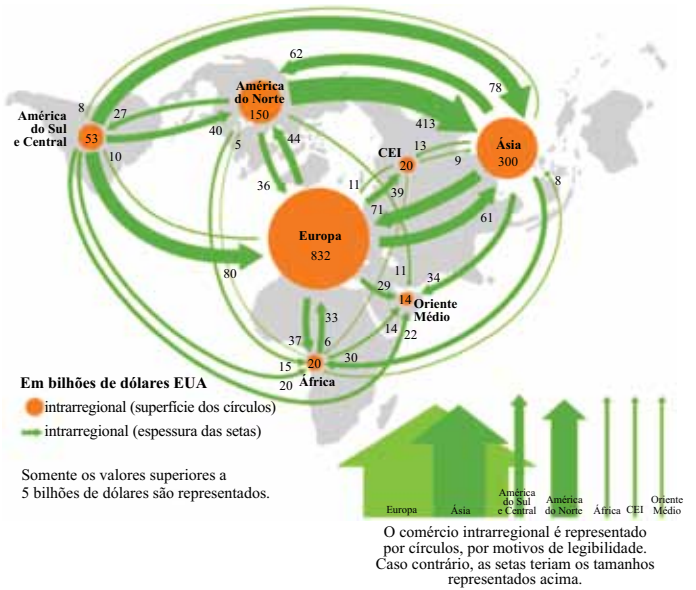 62
78
8
27
América
do Norte
150
América
do Sul
e Central
53
10
40
5
44
413
13
CEI
20
9
Ásia
300
8
36
11
39
71
61
Europa
832
80
11
29
34
14
Oriente
Médio
33
37
6
14
22
15
20
30
20
África
Em bilhões de dólares EUA
intrarregional (superfície dos círculos)
intrarregional (espessura das setas)
Somente os valores superiores a
5 bilhões de dólares são representados.
Europa
Ásia
América
do Sul
e Central
América
do Norte
África
CEI
Oriente
Médio
O comércio intrarregional é representado
por círculos, por motivos de legibilidade.
Caso contrário, as setas teriam os tamanhos
representados acima.